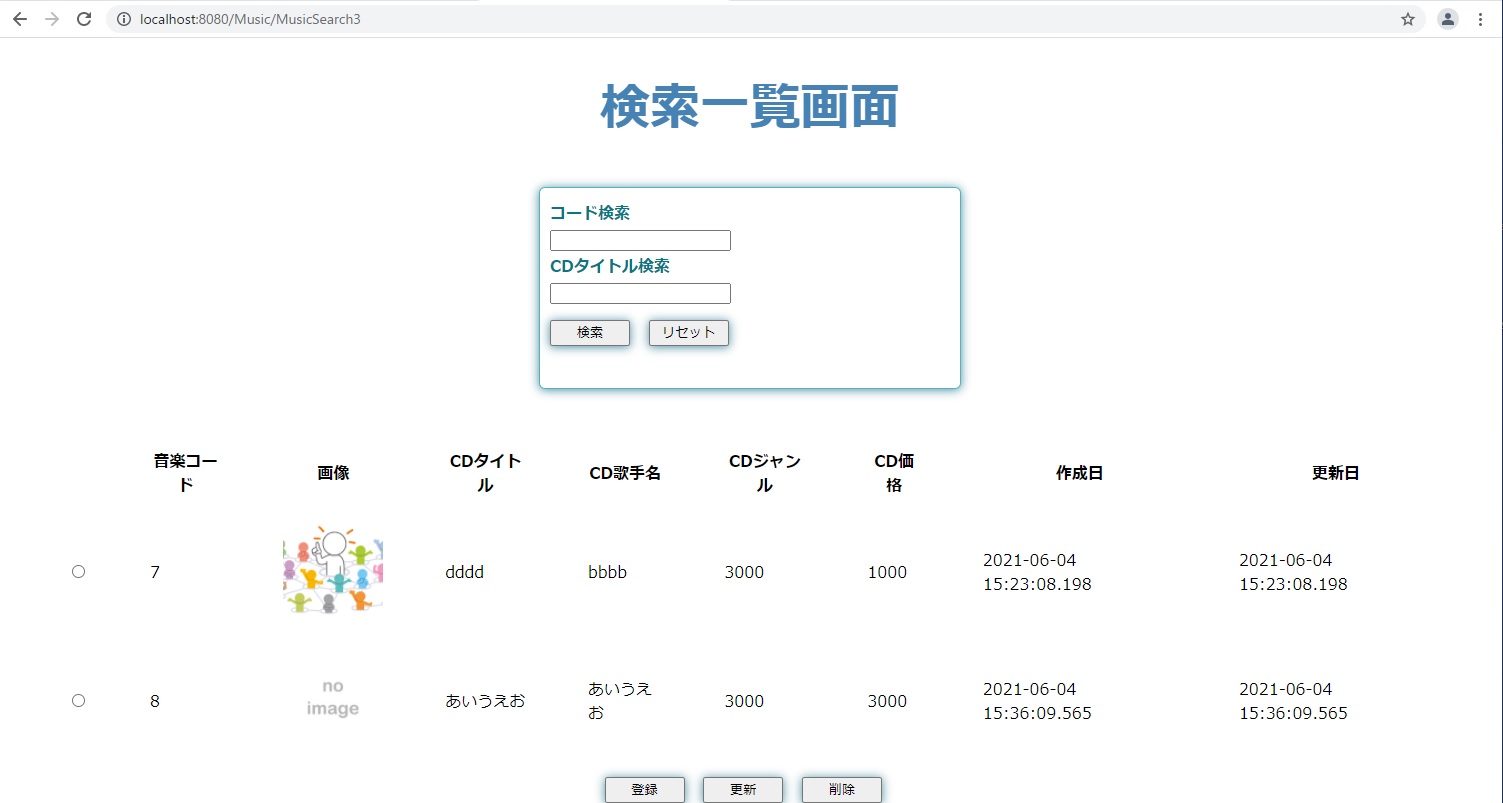 localhost:8080/Music/MusicSearch3
検索一覧画面
コード検索
CDタイトル検索
検索 リセット
音楽コー
ド
画像
CDタイト
ル
CD歌手名
CDジャン
ル
CD価
格
作成日
更新日
7
dddd
bbbb
3000
1000
2021-06-04
15:23:08.198
2021-06-04
15:23:08.198
8
no
image
あいうえお
あいうえ
お
3000
3000
2021-06-04
15:36:09.565
2021-06-04
15:36:09.565
登録 更新 削除